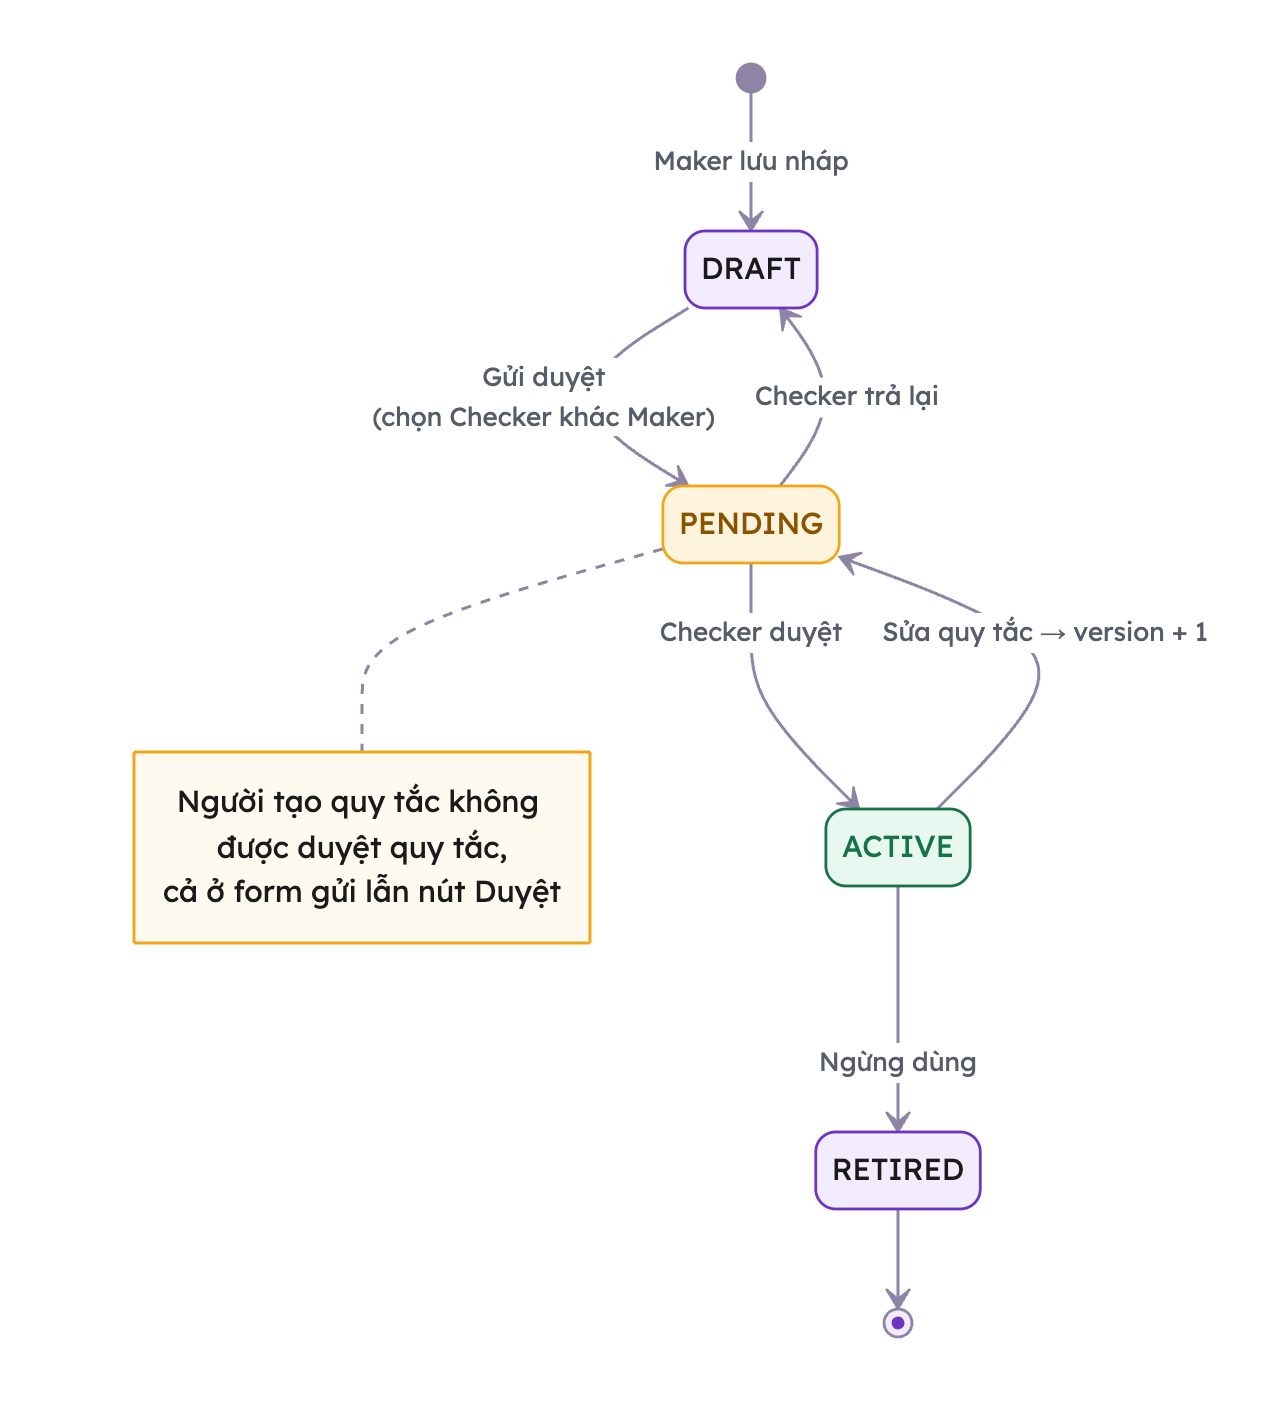 Maker lưu nháp
DRAFT
Gửi duyệt
(chọn Checker khác Maker)
Checker trả lại
PENDING
Checker duyệt
Sửa quy tắc → version + 1
Người tạo quy tắc không
được duyệt quy tắc,
cả ở form gửi lẫn nút Duyệt
ACTIVE
Ngừng dùng
RETIRED